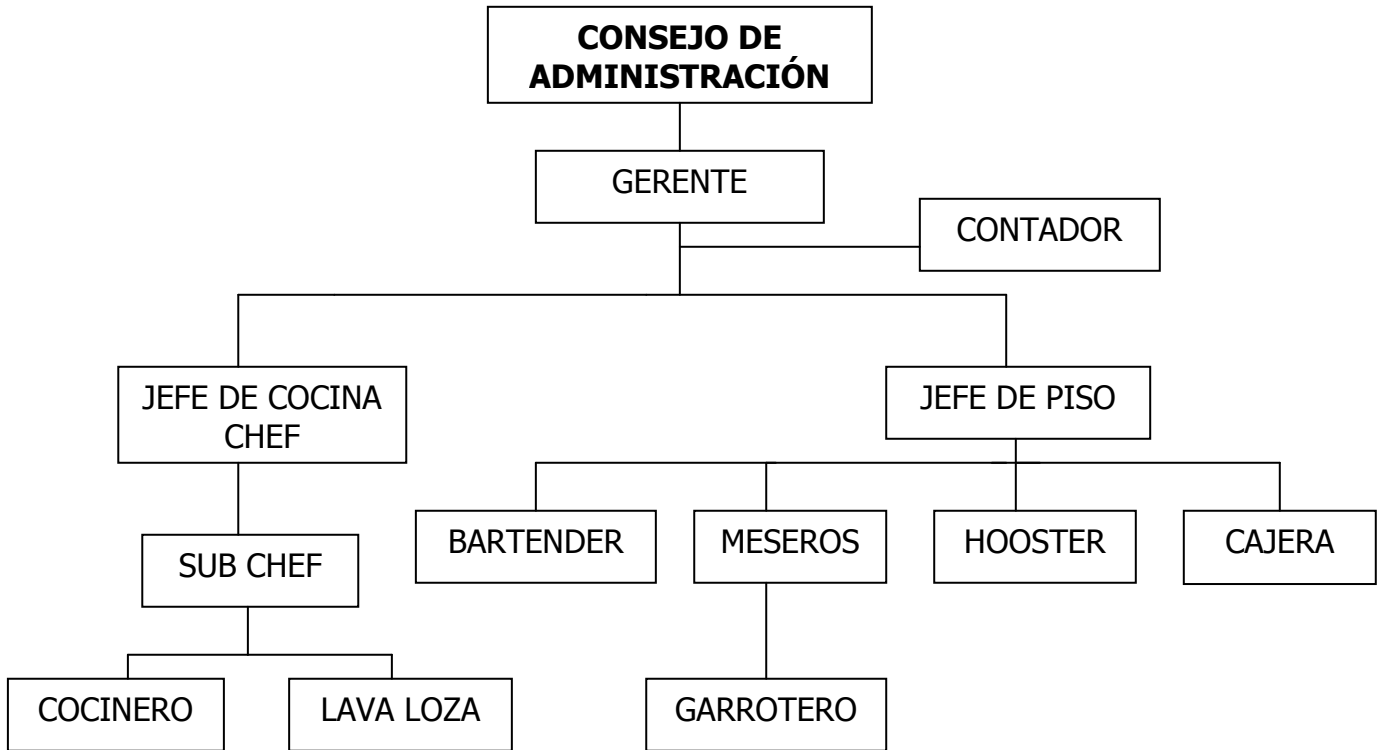 CONSEJO DE
ADMINISTRACIÓN
GERENTE
CONTADOR
JEFE DE COCINA
CHEF
JEFE DE PISO
BARTENDER
MESEROS
HOOSTER
CAJERA
SUB CHEF
COCINERO
LAVA LOZA
GARROTERO